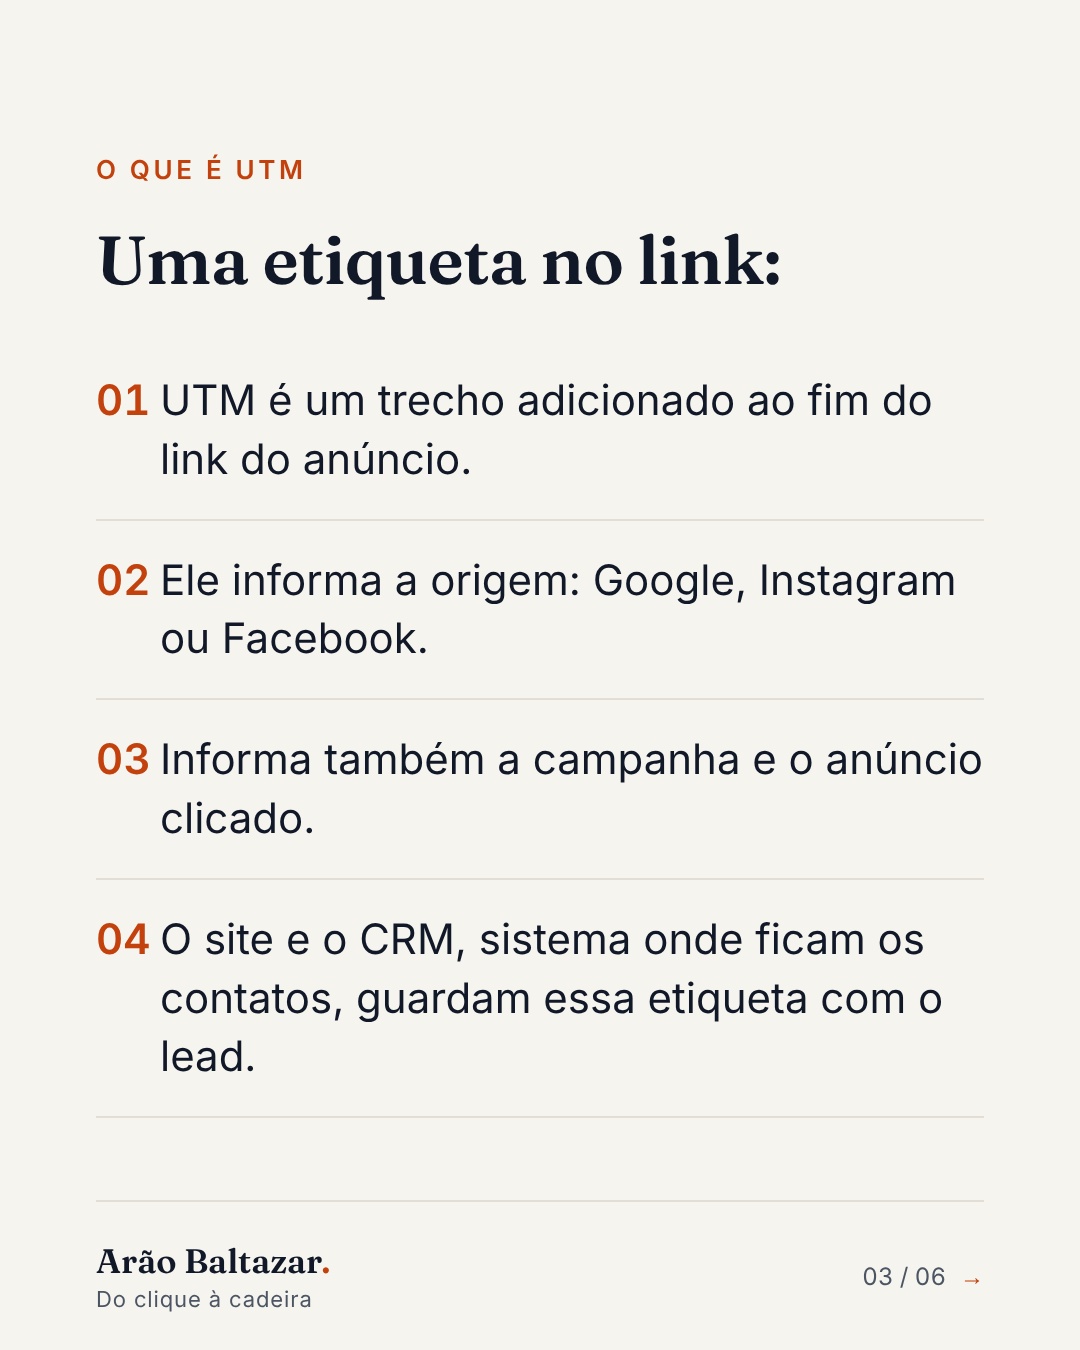 O QUE É UTM
Uma etiqueta no link:
01 UTM é um trecho adicionado ao fim do
link do anúncio.
02 Ele informa a origem: Google, Instagram
ou Facebook.
03 Informa também a campanha e o anúncio
clicado.
04 O site e o CRM, sistema onde ficam os
contatos, guardam essa etiqueta com o
lead.
Arão Baltazar.
Do clique à cadeira
03 / 06 →